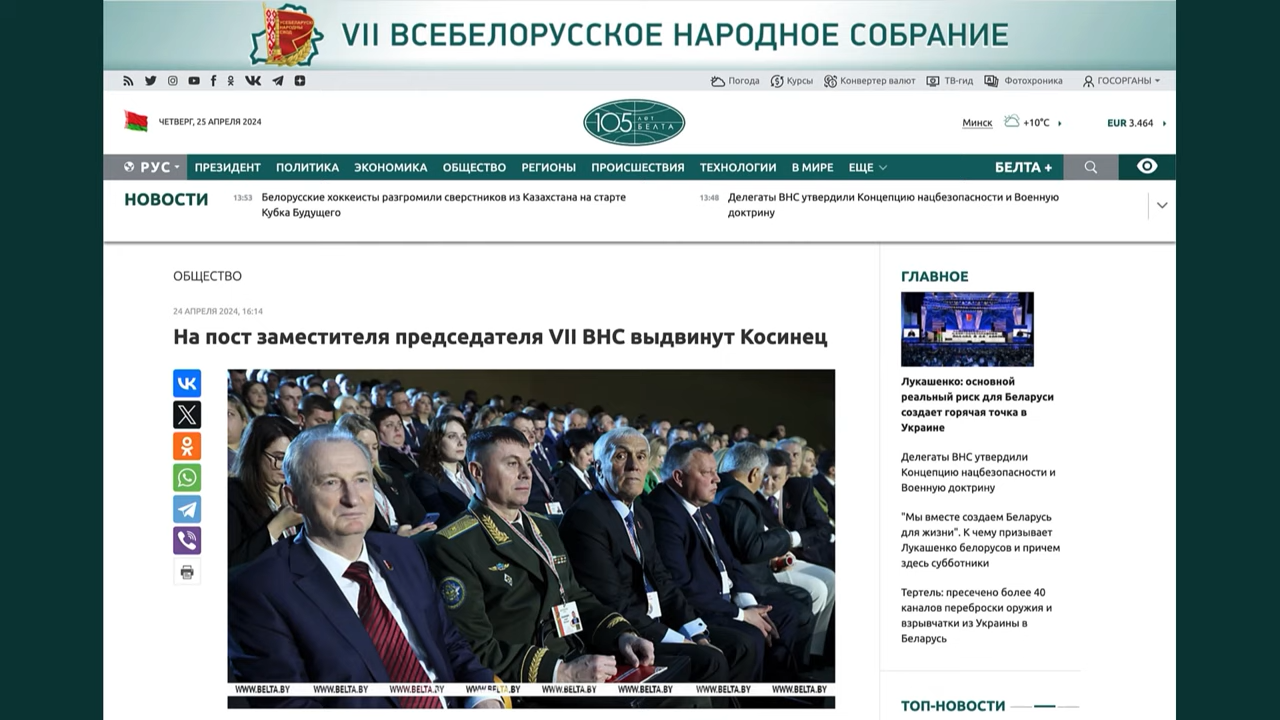 VII ВСЕБЕЛОРУССКОЕ НАРОДНОЕ СОБРАНИЕ
Погода Курсы Конвертер валют ТВ-гид Фотохроника ГОСОРГАНЫ
ЧЕТВЕРГ, 25 АПРЕЛЯ 2024
105 ЛЕТ БЕЛТА
Минск +10°C EUR 3.464
РУС ПРЕЗИДЕНТ ПОЛИТИКА ЭКОНОМИКА ОБЩЕСТВО РЕГИОНЫ ПРОИСШЕСТВИЯ ТЕХНОЛОГИИ В МИРЕ ЕЩЕ БЕЛТА +
НОВОСТИ
13:53 Белорусские хоккеисты разгромили сверстников из Казахстана на старте
Кубка Будущего
13:48 Делегаты ВНС утвердили Концепцию нацбезопасности и Военную
доктрину
ОБЩЕСТВО
24 АПРЕЛЯ 2024, 16:14
На пост заместителя председателя VII ВНС выдвинут Косинец
WWW.BELTA.BY WWW.BELTA.BY WWW.BELTA.BY WWW.BELTA.BY WWW.BELTA.BY WWW.BELTA.BY WWW.BELTA.BY WWW.BELTA.BY
ГЛАВНОЕ
Лукашенко: основной
реальный риск для Беларуси
создает горячая точка в
Украине
Делегаты ВНС утвердили
Концепцию нацбезопасности и
Военную доктрину
"Мы вместе создаем Беларусь
для жизни". К чему призывает
Лукашенко белорусов и причем
здесь субботники
Тертель: пресечено более 40
каналов переброски оружия и
взрывчатки из Украины в
Беларусь
ТОП-НОВОСТИ